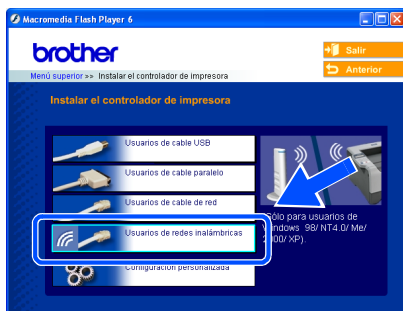 Macromedia Flash Player 6
brother
Salir
Anterior
Menú superior »» Instalar el controlador de impresora
Instalar el controlador de impresora
Usuarios de cable USB
Usuarios de cable paralelo
Usuarios de cable de red
Usuarios de redes inalámbricas
Configuración personalizada
Sólo para usuarios de
Windows 98/ NT4.0/ Me/
2000/ XP).